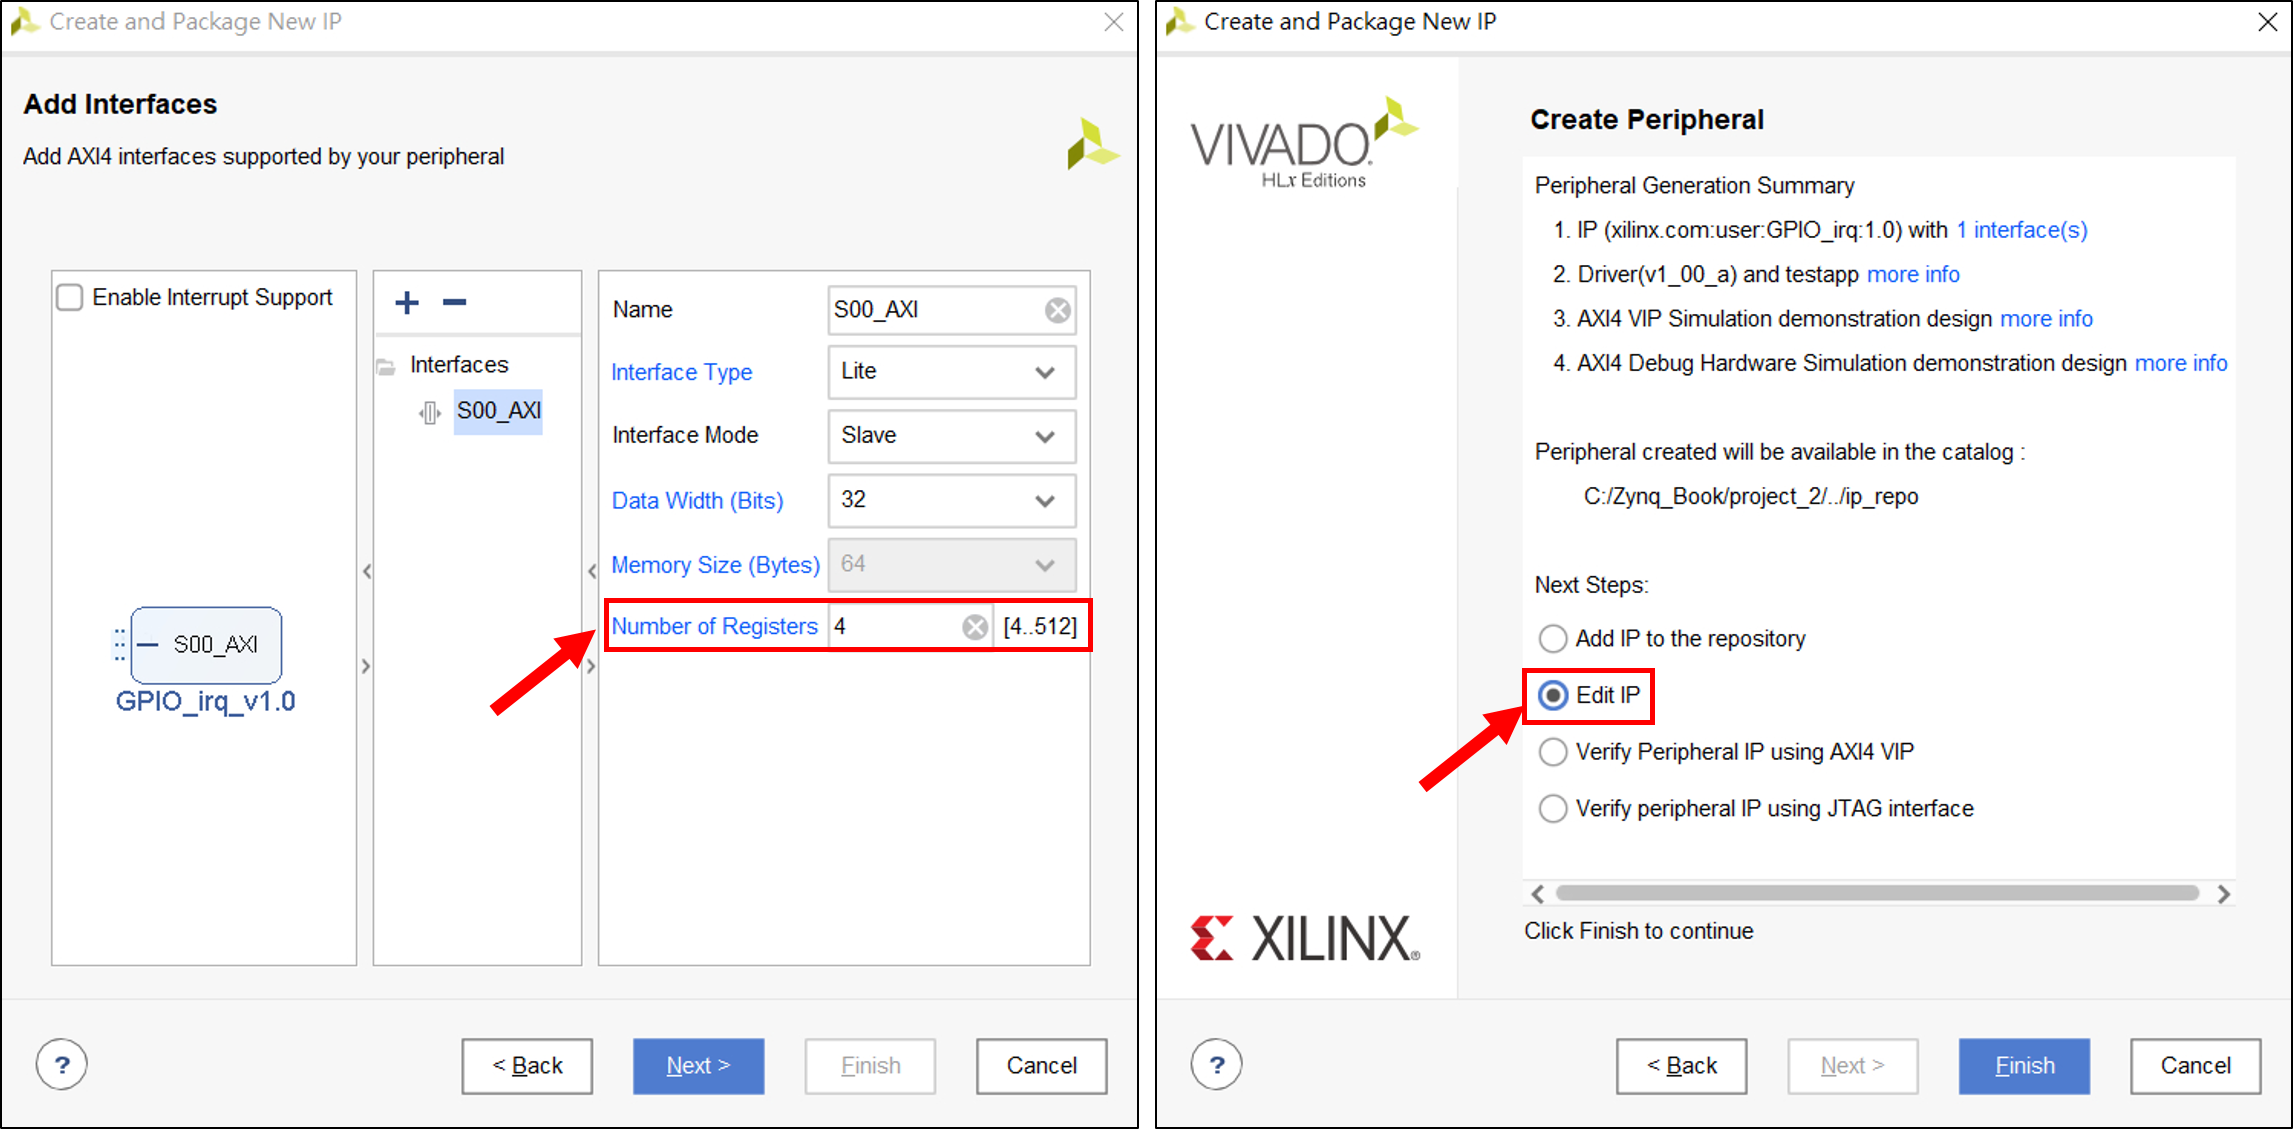 Create and Package New IP
Add Interfaces
Add AXI4 interfaces supported by your peripheral
Enable Interrupt Support
S00_AXI
GPIO_irq_v1.0
Interfaces
S00_AXI
Name S00_AXI
Interface Type Lite
Interface Mode Slave
Data Width (Bits) 32
Memory Size (Bytes) 64
Number of Registers 4 [4..512]
? < Back Next > Finish Cancel
Create and Package New IP
VIVADO.
HLx Editions
XILINX®
Create Peripheral
Peripheral Generation Summary
1. IP (xilinx.com:user:GPIO_irq:1.0) with 1 interface(s)
2. Driver(v1_00_a) and testapp more info
3. AXI4 VIP Simulation demonstration design more info
4. AXI4 Debug Hardware Simulation demonstration design more info
Peripheral created will be available in the catalog :
C:/Zynq_Book/project_2/../ip_repo
Next Steps:
Add IP to the repository
Edit IP
Verify Peripheral IP using AXI4 VIP
Verify peripheral IP using JTAG interface
Click Finish to continue
? < Back Next > Finish Cancel